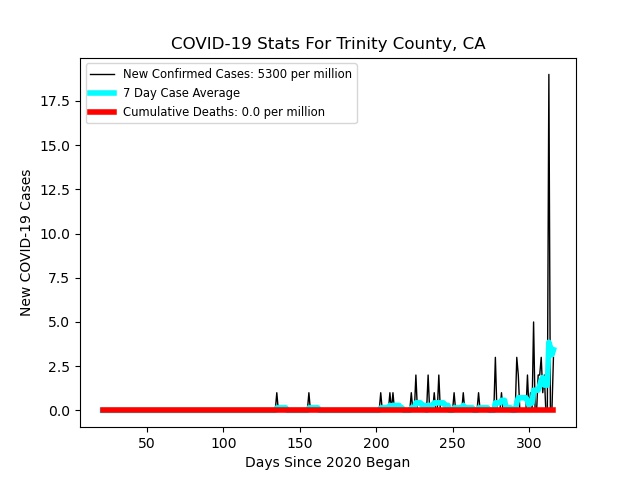 COVID-19 Stats For Trinity County, CA
New Confirmed Cases: 5300 per million
7 Day Case Average
Cumulative Deaths: 0.0 per million
New COVID-19 Cases
17.5
15.0
12.5
10.0
7.5
5.0
2.5
0.0
50 100 150 200 250 300
Days Since 2020 Began